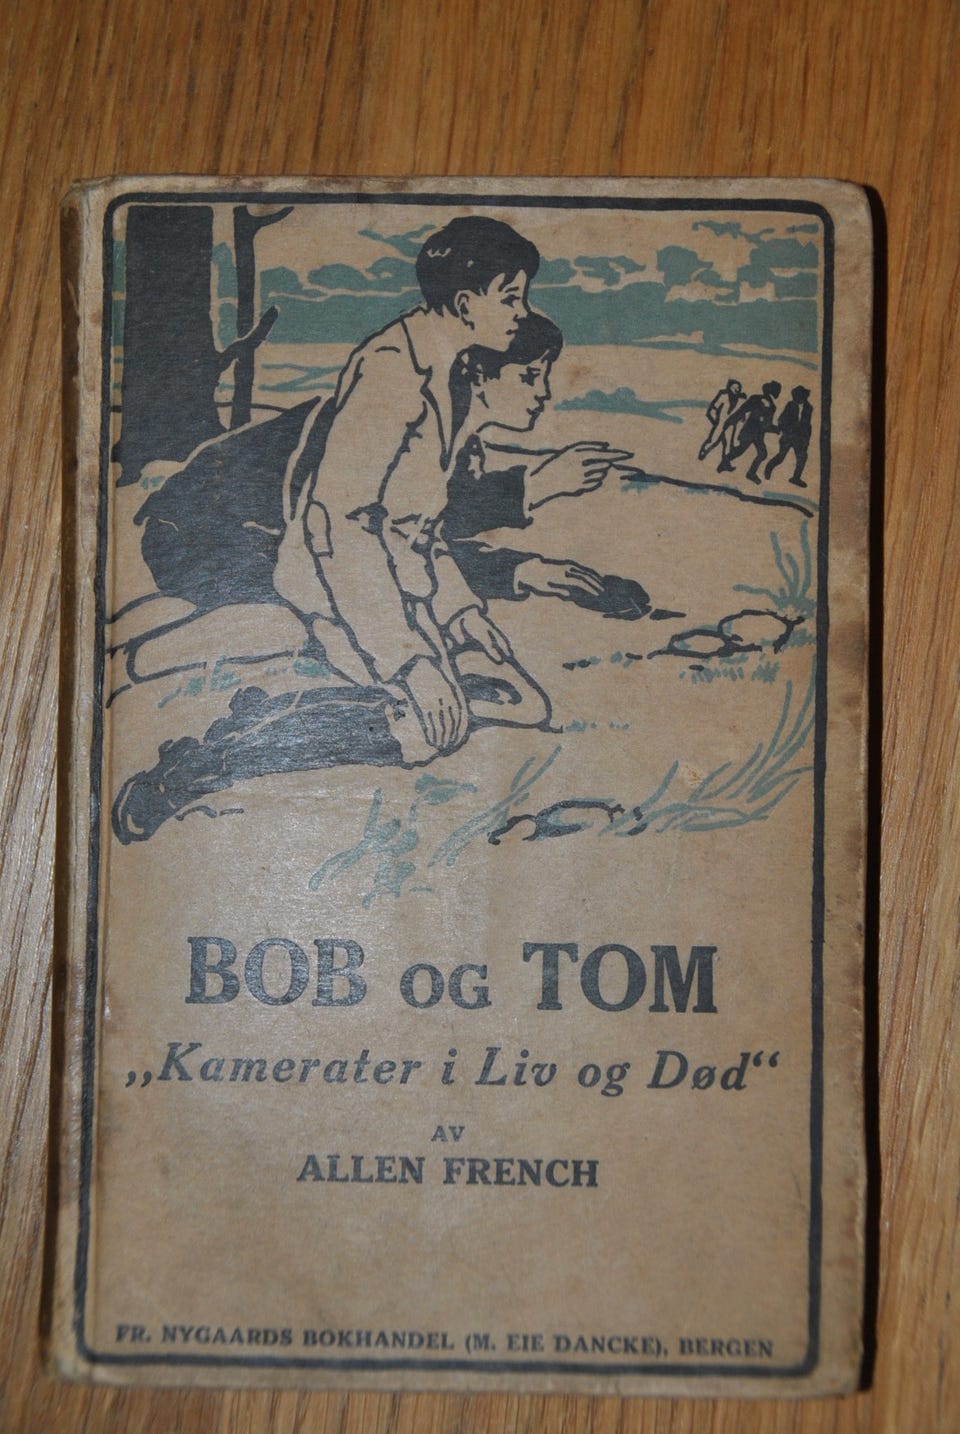 BOB OG TOM
„Kamerater i Liv og Død“
AV
ALLEN FRENCH
FR. NYGAARDS BOKHANDEL (M. EIE DANCKE), BERGEN